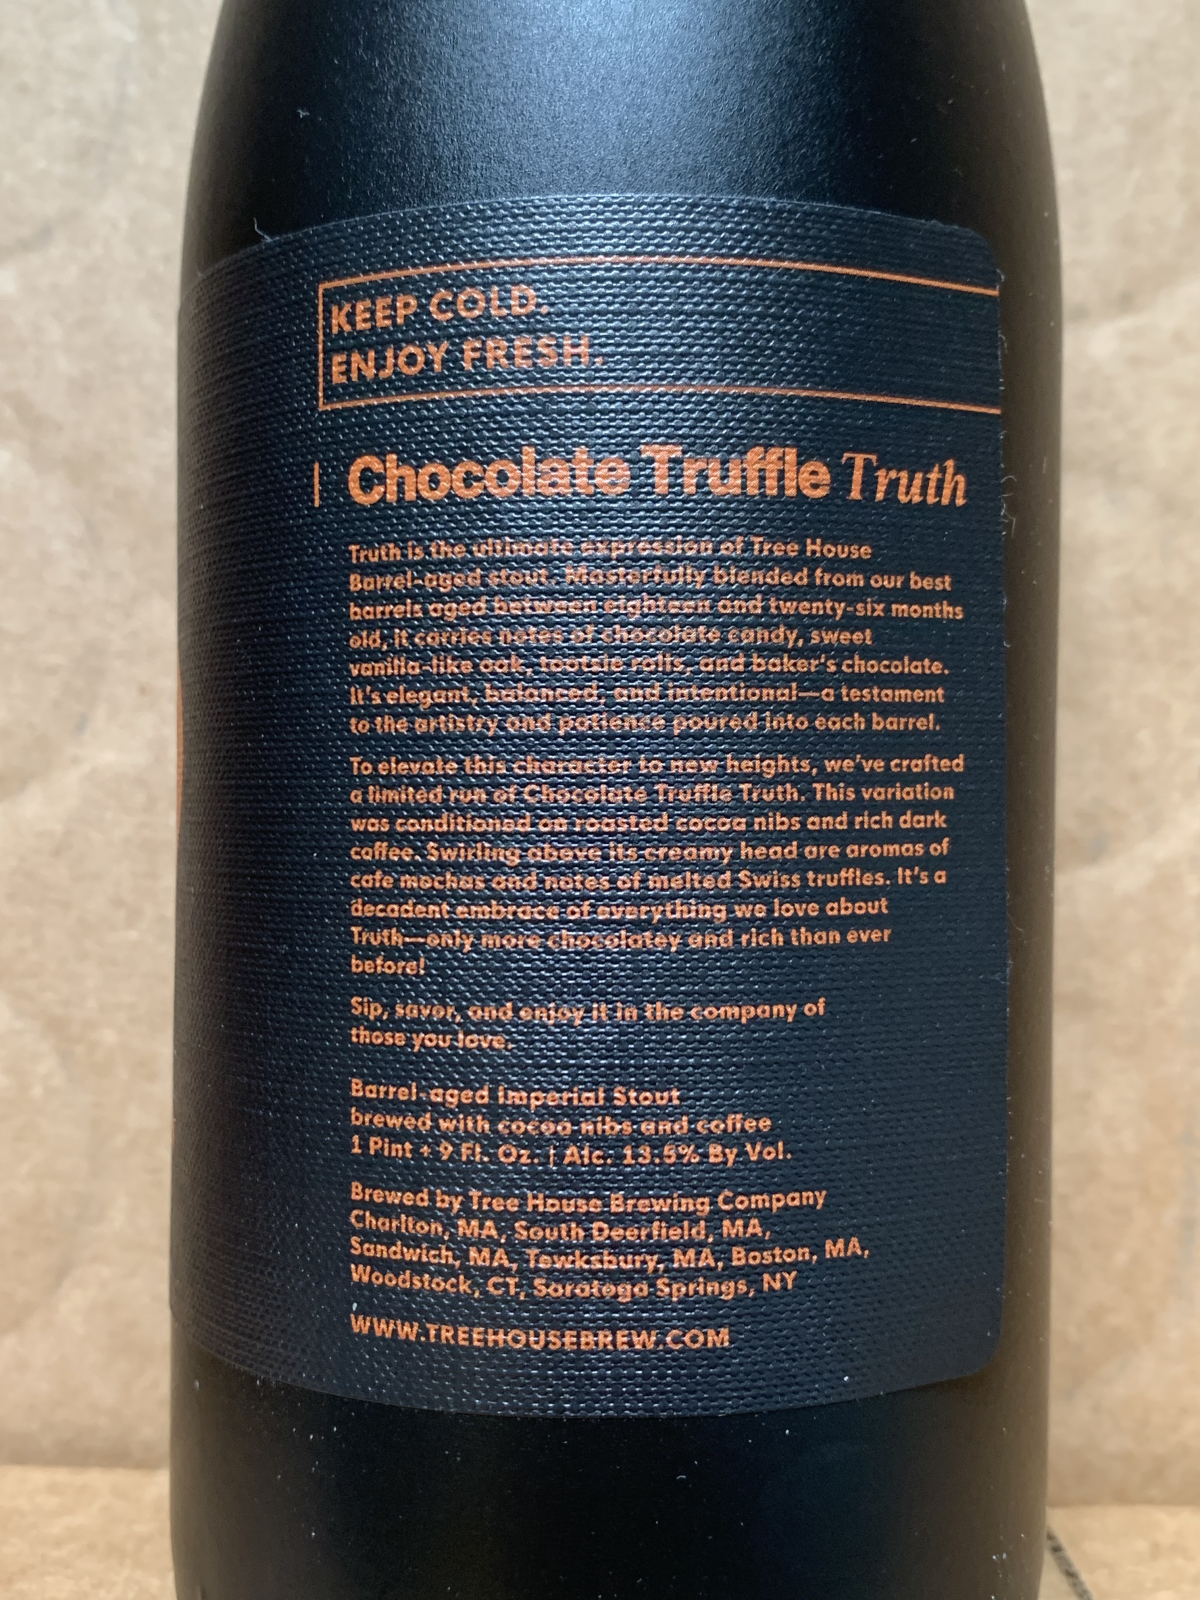 KEEP COLD.
ENJOY FRESH.
Chocolate Truffle Truth
Truth is the ultimate expression of Tree House
Barrel-aged stout. Masterfully blended from our best
barrels aged between eighteen and twenty-six months
old, it carries notes of chocolate candy, sweet
vanilla-like oak, tootsie rolls, and baker's chocolate.
It's elegant, balanced, and intentional—a testament
to the artistry and patience poured into each barrel.
To elevate this character to new heights, we've crafted
a limited run of Chocolate Truffle Truth. This variation
was conditioned on roasted cocoa nibs and rich dark
coffee. Swirling above its creamy head are aromas of
cafe mochas and notes of melted Swiss truffles. It's a
decadent embrace of everything we love about
Truth—only more chocolatey and rich than ever
before!
Sip, savor, and enjoy it in the company of
those you love.
Barrel-aged Imperial Stout
brewed with cocoa nibs and coffee
1 Pint + 9 Fl. Oz. | Alc. 13.5% By Vol.
Brewed by Tree House Brewing Company
Charlton, MA, South Deerfield, MA,
Sandwich, MA, Tewksbury, MA, Boston, MA,
Woodstock, CT, Saratoga Springs, NY
WWW.TREEHOUSEBREW.COM